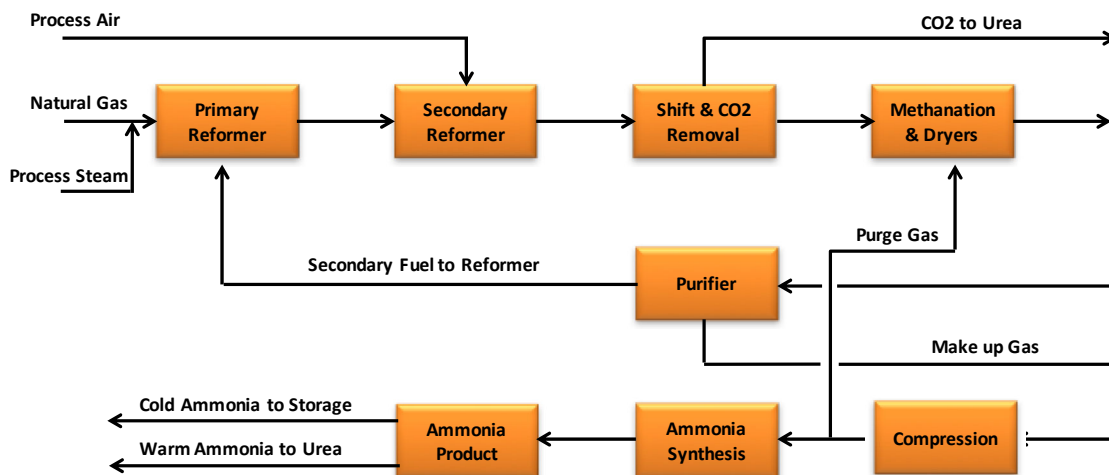 Process Air
CO2 to Urea
Natural Gas
Primary
Reformer
Secondary
Reformer
Shift & CO2
Removal
Methanation
& Dryers
Process Steam
Purge Gas
Secondary Fuel to Reformer
Purifier
Make up Gas
Cold Ammonia to Storage
Warm Ammonia to Urea
Ammonia
Product
Ammonia
Synthesis
Compression